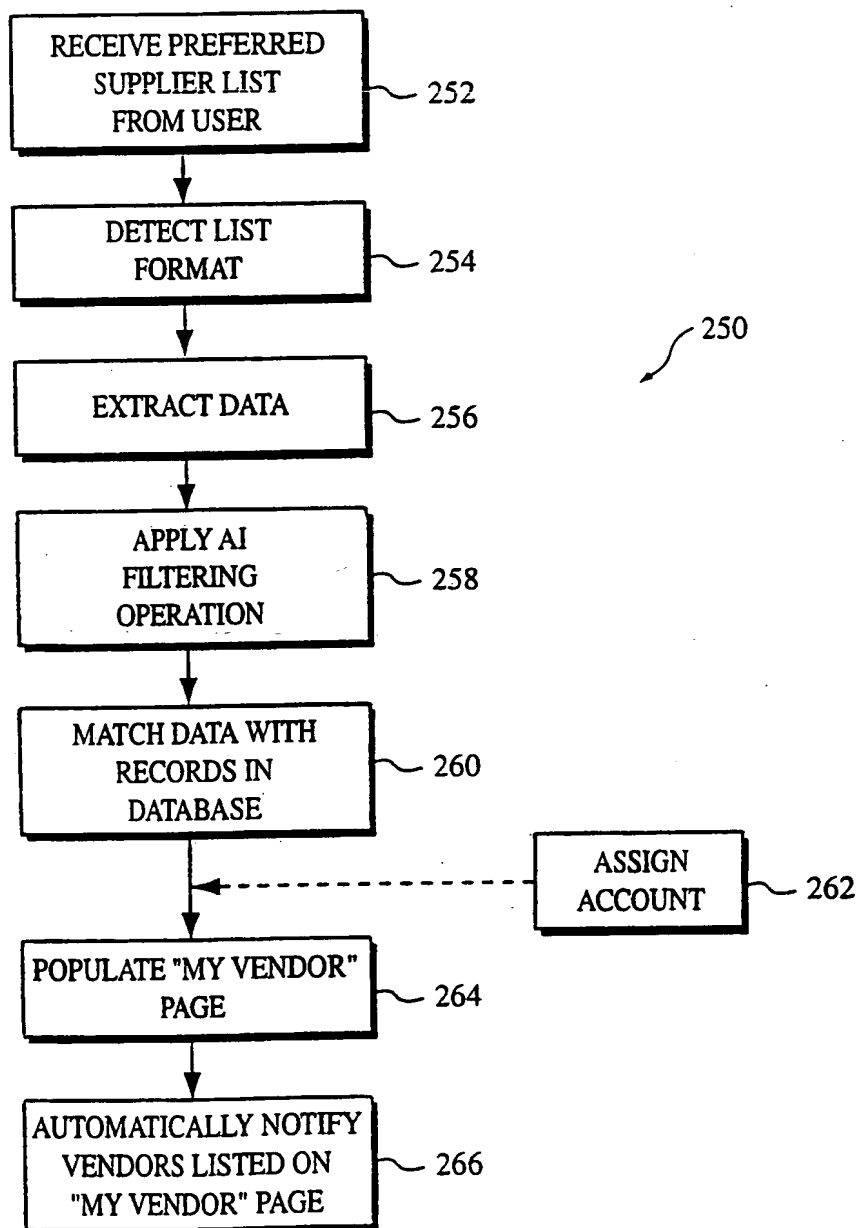 RECEIVE PREFERRED
SUPPLIER LIST
FROM USER
252
DETECT LIST
FORMAT
254
250
EXTRACT DATA
256
APPLY AI
FILTERING
OPERATION
258
MATCH DATA WITH
RECORDS IN
DATABASE
260
ASSIGN
ACCOUNT
262
POPULATE "MY VENDOR"
PAGE
264
AUTOMATICALLY NOTIFY
VENDORS LISTED ON
"MY VENDOR" PAGE
266